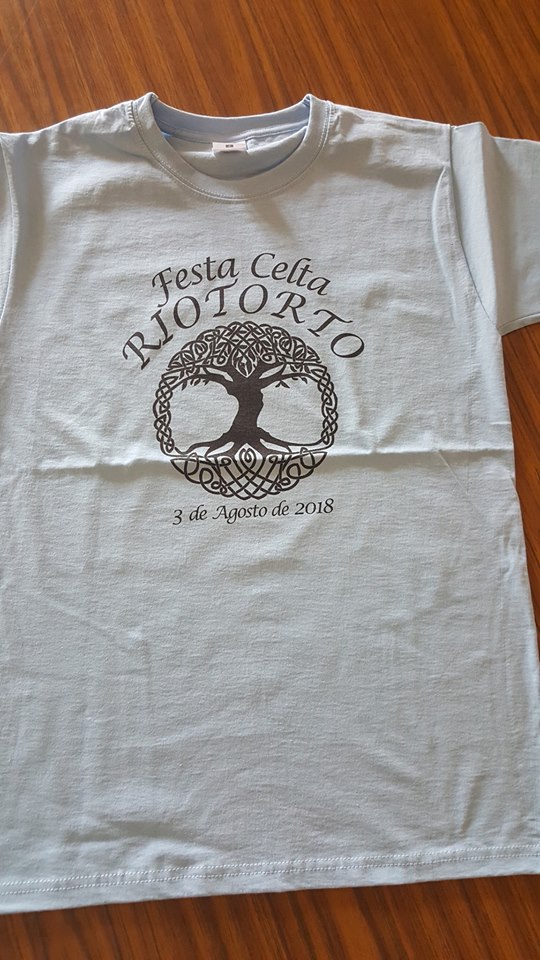 Festa Celta
RIOTORTO
3 de Agosto de 2018